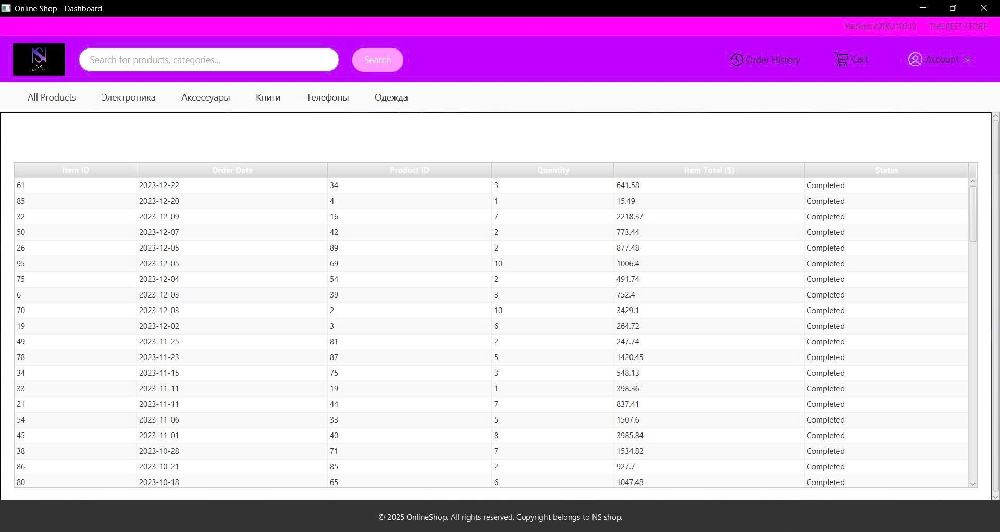 Online Shop - Dashboard
Hotline: 0706210313 THE BEST STORE
NS
Search for products, categories... Search Order History Cart Account
All Products Электроника Аксессуары Книги Телефоны Одежда
Item ID Order Date Product ID Quantity Item Total ($) Status
61 2023-12-22 34 3 641.58 Completed
85 2023-12-20 4 1 15.49 Completed
32 2023-12-09 16 7 2218.37 Completed
50 2023-12-07 42 2 773.44 Completed
26 2023-12-05 89 2 877.48 Completed
95 2023-12-05 69 10 1006.4 Completed
75 2023-12-04 54 2 491.74 Completed
6 2023-12-03 39 3 752.4 Completed
70 2023-12-03 2 10 3429.1 Completed
19 2023-12-02 3 6 264.72 Completed
49 2023-11-25 81 2 247.74 Completed
78 2023-11-23 87 5 1420.45 Completed
34 2023-11-15 75 3 548.13 Completed
33 2023-11-11 19 1 398.36 Completed
21 2023-11-11 44 7 837.41 Completed
54 2023-11-06 33 5 1507.6 Completed
45 2023-11-01 40 8 3985.84 Completed
38 2023-10-28 71 7 1534.82 Completed
86 2023-10-21 85 2 927.7 Completed
80 2023-10-18 65 6 1047.48 Completed
© 2025 OnlineShop. All rights reserved. Copyright belongs to NS shop.